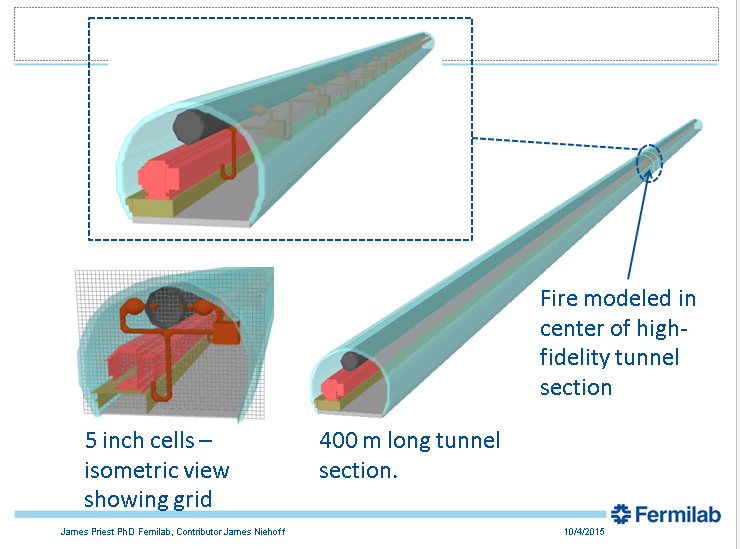 Fire modeled in
center of high-
fidelity tunnel
section
5 inch cells –
isometric view
showing grid
400 m long tunnel
section.
Fermilab
James Priest PhD Femilab, Contributor James Niehoff
10/4/2015